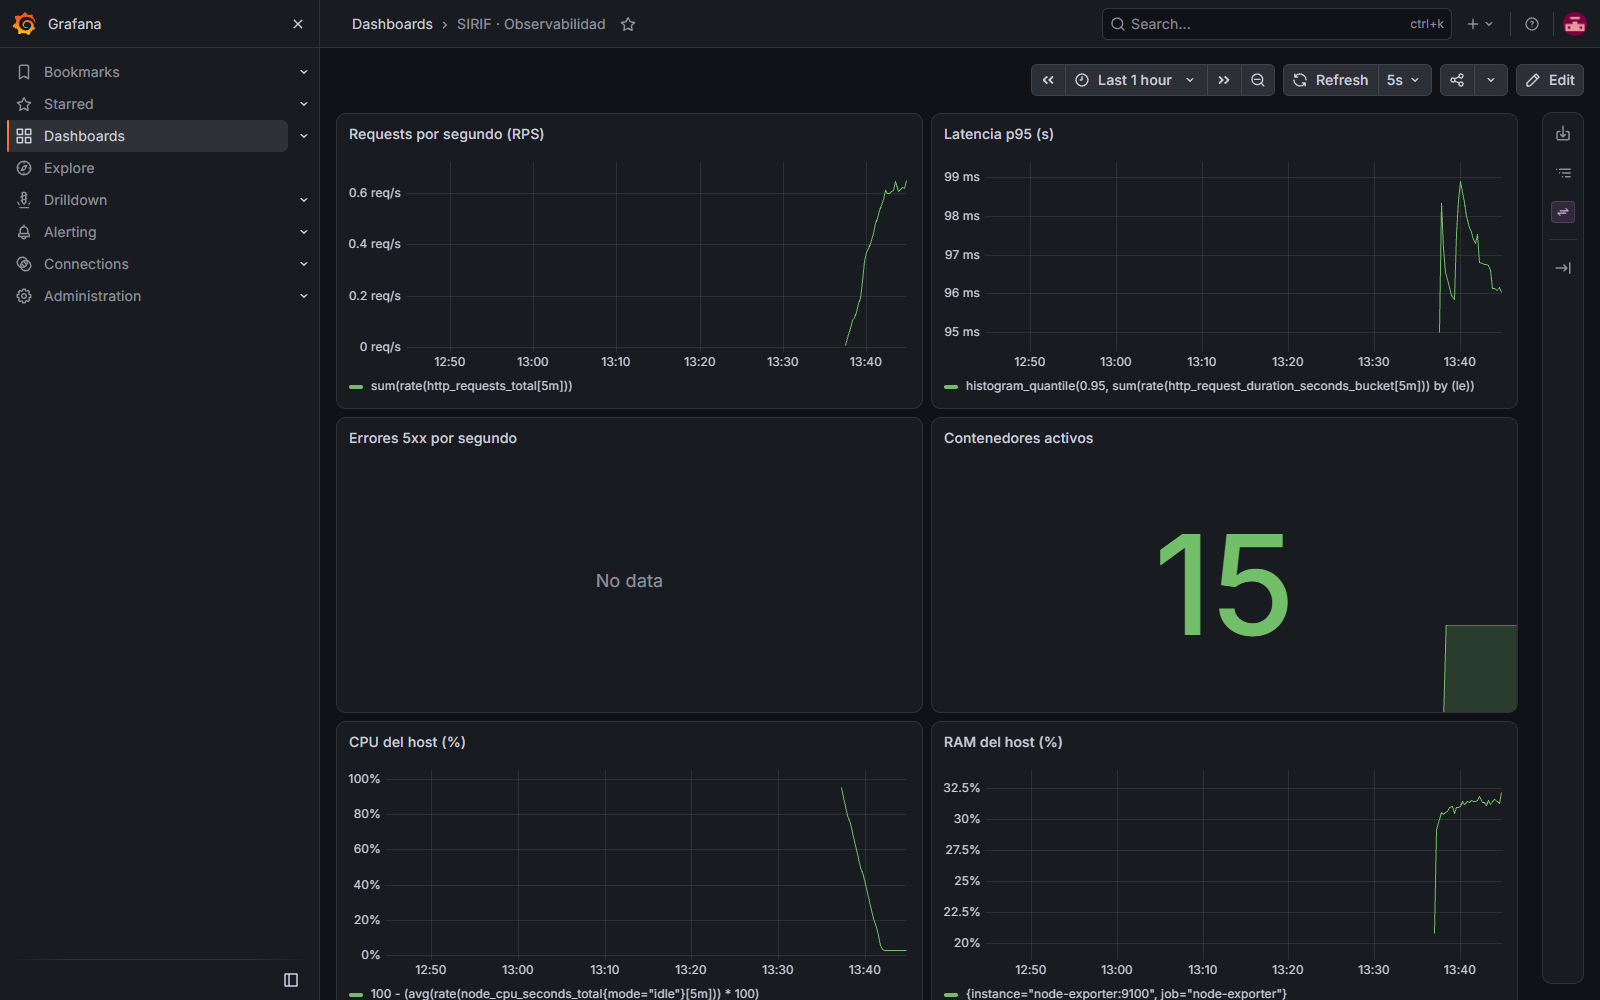 Grafana
Dashboards › SIRIF · Observabilidad
Search...
ctrl+k
Bookmarks
Starred
Dashboards
Explore
Drilldown
Alerting
Connections
Administration
Last 1 hour
Refresh
5s
Edit
Requests por segundo (RPS)
0.6 req/s
0.4 req/s
0.2 req/s
0 req/s
12:50 13:00 13:10 13:20 13:30 13:40
sum(rate(http_requests_total[5m]))
Latencia p95 (s)
99 ms
98 ms
97 ms
96 ms
95 ms
12:50 13:00 13:10 13:20 13:30 13:40
histogram_quantile(0.95, sum(rate(http_request_duration_seconds_bucket[5m])) by (le))
Errores 5xx por segundo
No data
Contenedores activos
15
CPU del host (%)
100%
80%
60%
40%
20%
0%
12:50 13:00 13:10 13:20 13:30 13:40
100 - (avg(rate(node_cpu_seconds_total{mode="idle"}[5m])) * 100)
RAM del host (%)
32.5%
30%
27.5%
25%
22.5%
20%
12:50 13:00 13:10 13:20 13:30 13:40
{instance="node-exporter:9100", job="node-exporter"}